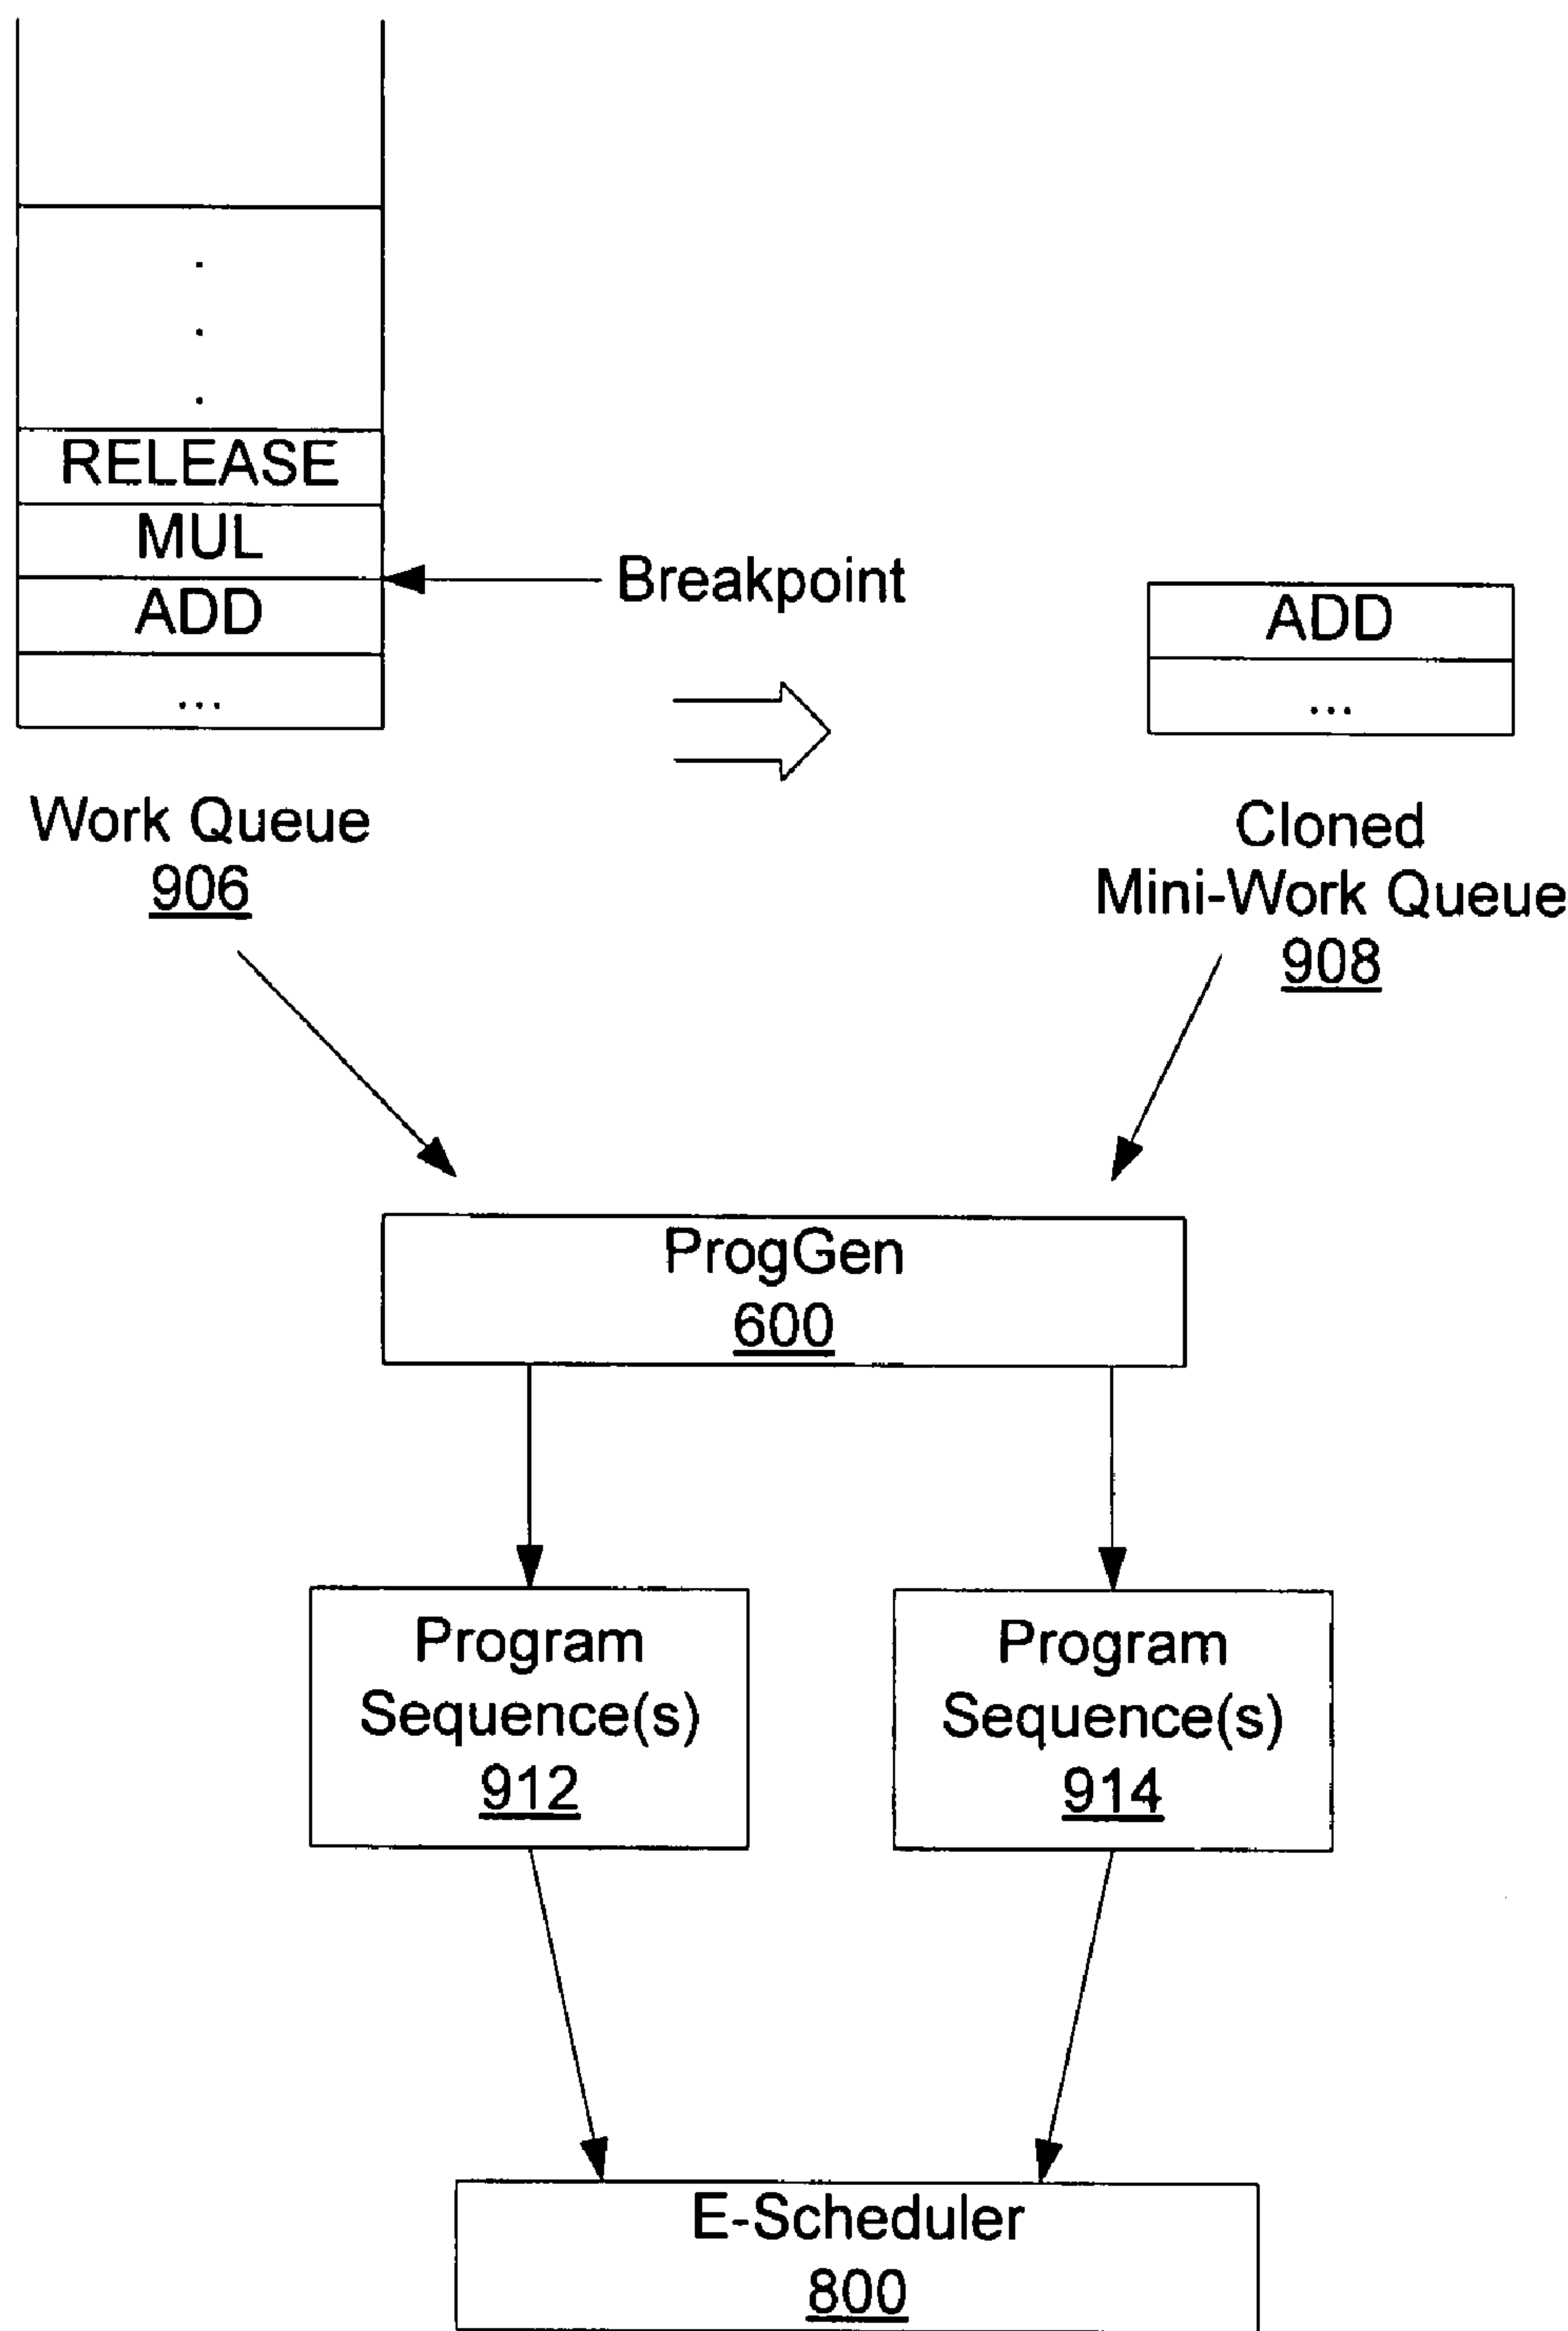 .
.
.
RELEASE
MUL
ADD
...
Breakpoint
ADD
...
Work Queue
906
Cloned
Mini-Work Queue
908
ProgGen
600
Program
Sequence(s)
912
Program
Sequence(s)
914
E-Scheduler
800